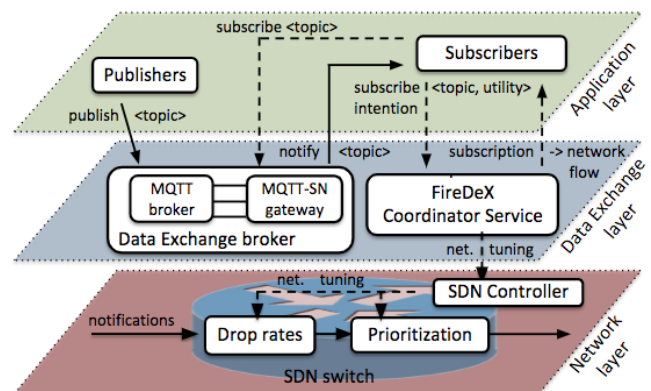 subscribe <topic>
Publishers
Subscribers
publish <topic>
subscribe <topic, utility>
intention
Application
layer
notify <topic>
subscription -> network
flow
MQTT
broker
MQTT-SN
gateway
Data Exchange broker
FireDeX
Coordinator Service
Data Exchange
layer
net. tuning
net. tuning
SDN Controller
notifications
Drop rates
Prioritization
SDN switch
Network
layer